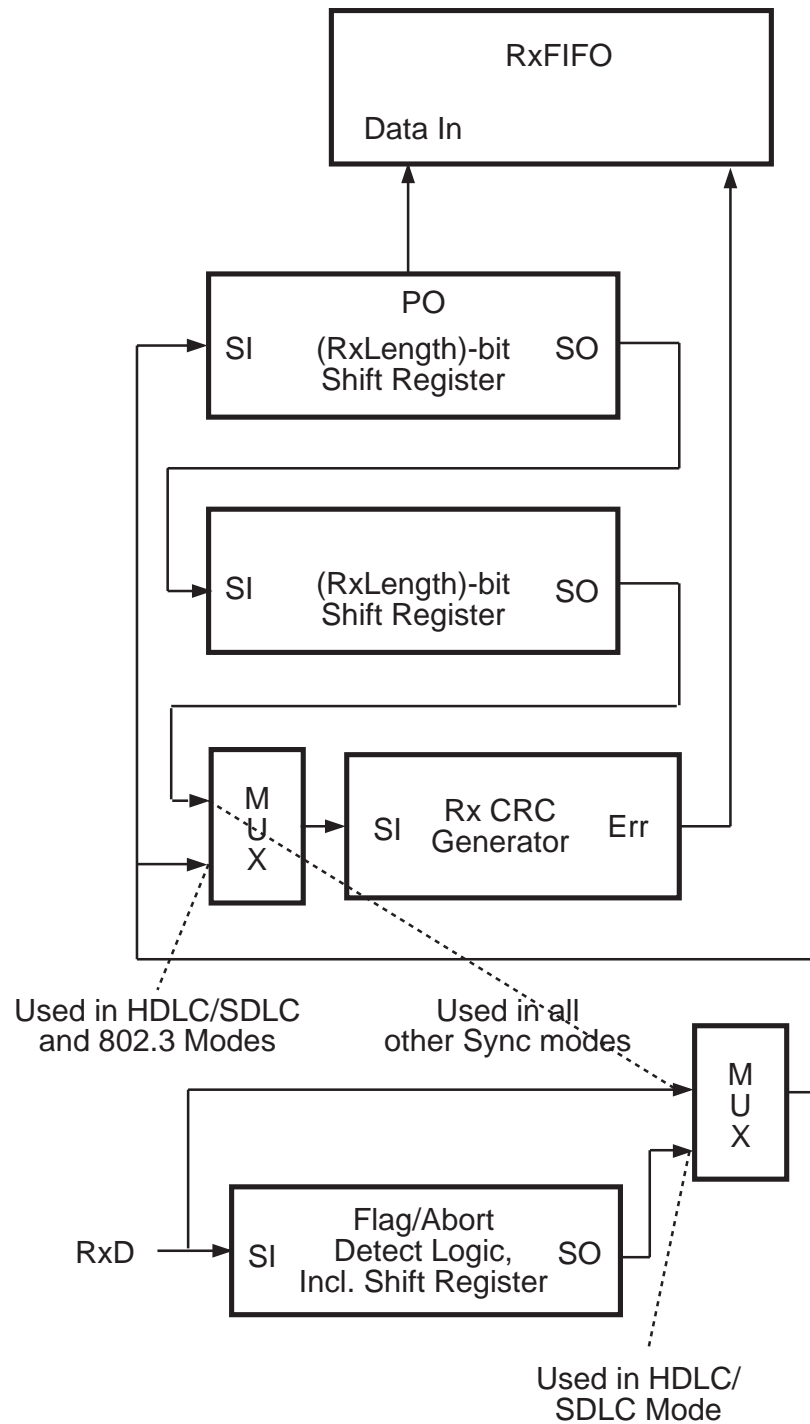 RxFIFO
Data In
PO
SI
(RxLength)-bit
Shift Register
SO
SI
(RxLength)-bit
Shift Register
SO
M
U
X
SI
Rx CRC
Generator
Err
Used in HDLC/SDLC
and 802.3 Modes
Used in all
other Sync modes
M
U
X
RxD
SI
Flag/Abort
Detect Logic,
Incl. Shift Register
SO
Used in HDLC/
SDLC Mode